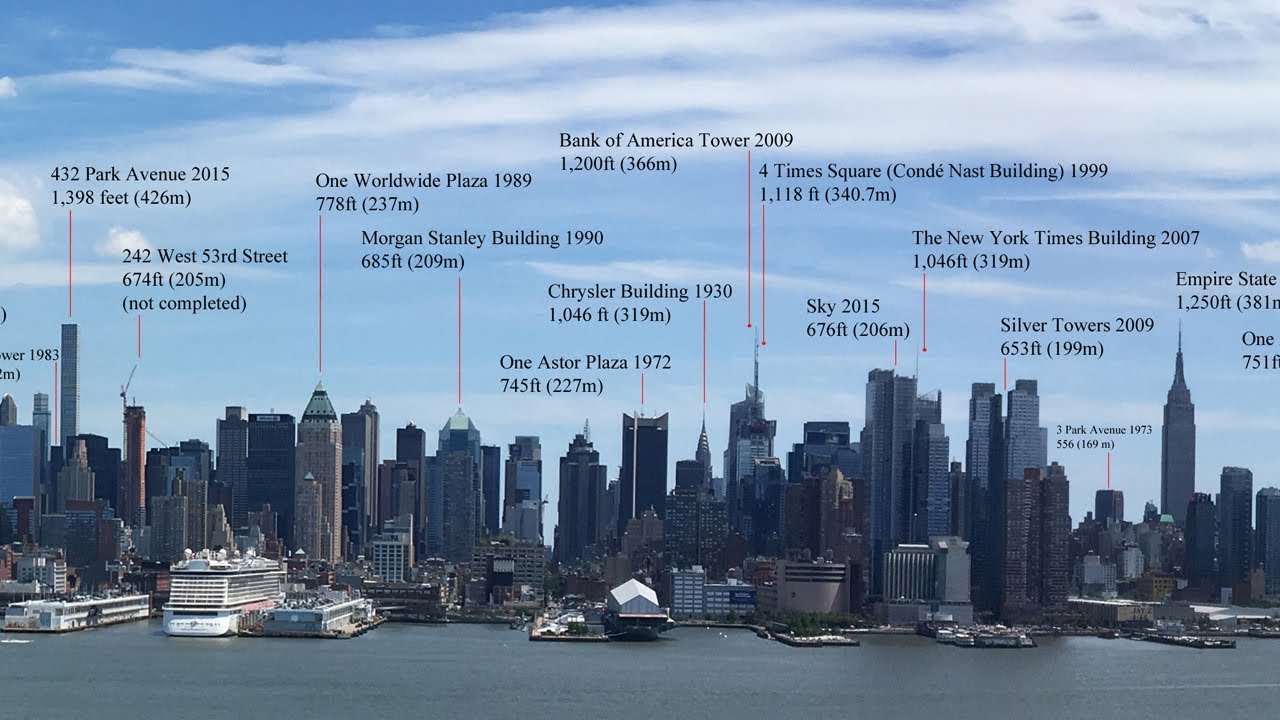 Bank of America Tower 2009
1,200ft (366m)
432 Park Avenue 2015
1,398 feet (426m)
One Worldwide Plaza 1989
778ft (237m)
4 Times Square (Condé Nast Building) 1999
1,118 ft (340.7m)
242 West 53rd Street
674ft (205m)
(not completed)
Morgan Stanley Building 1990
685ft (209m)
The New York Times Building 2007
1,046ft (319m)
Chrysler Building 1930
1,046 ft (319m)
Sky 2015
676ft (206m)
Silver Towers 2009
653ft (199m)
Empire State
1,250ft (381m
)
ower 1983
2m)
One Astor Plaza 1972
745ft (227m)
One
751ft
3 Park Avenue 1973
556 (169 m)